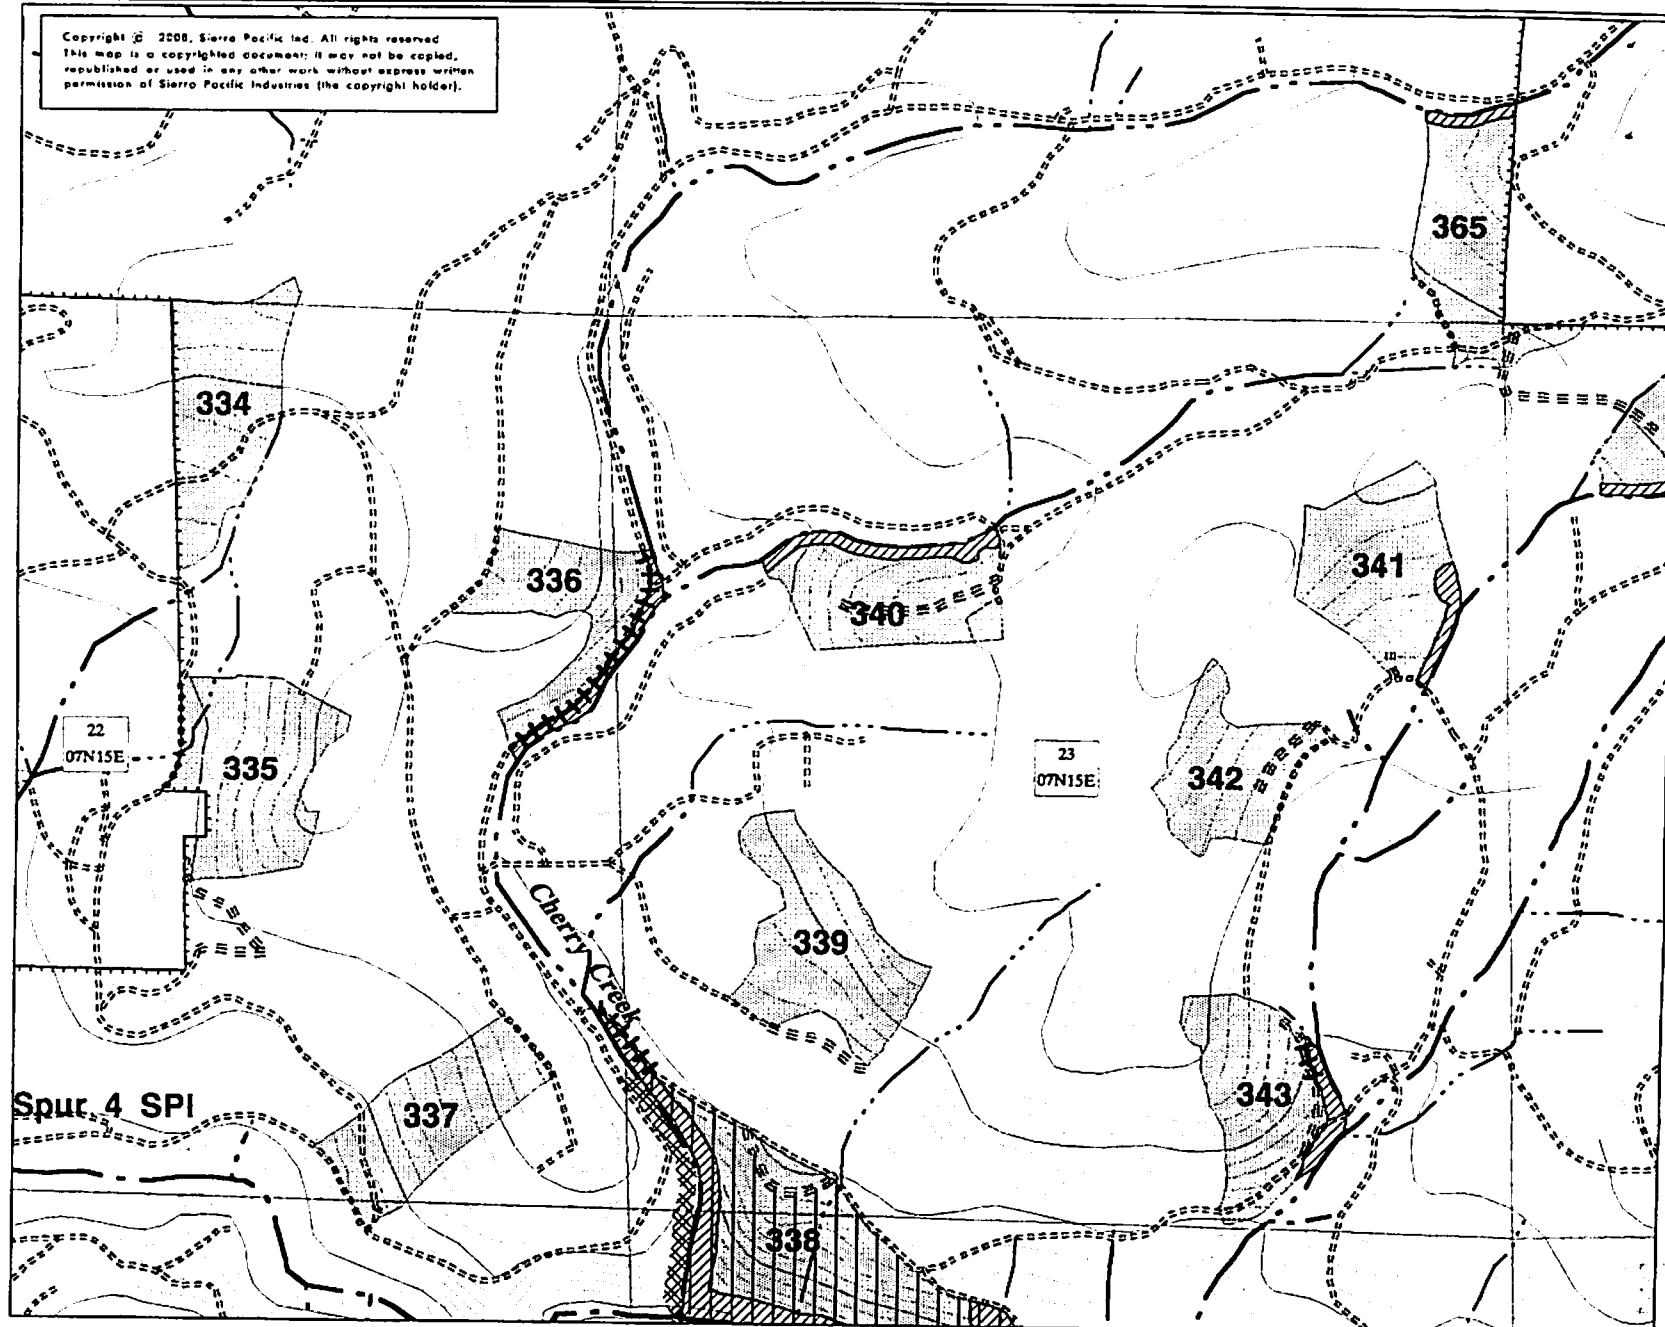 Copyright © 2008, Sierra Pacific Ind. All rights reserved
This map is a copyrighted document; it may not be copied,
republished or used in any other work without express written
permission of Sierra Pacific Industries (the copyright holder).
365
334
336
340
341
22
07N15E
335
23
07N15E
342
Cherry Creek
339
Spur 4 SPI
337
343
338